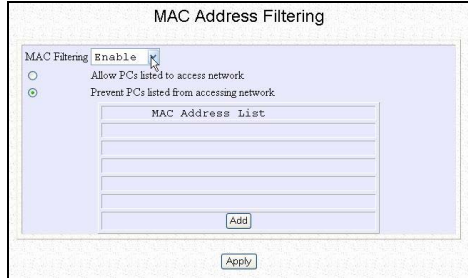 MAC Address Filtering
MAC Filtering Enable
Allow PCs listed to access network
Prevent PCs listed from accessing network
MAC Address List
Add
Apply